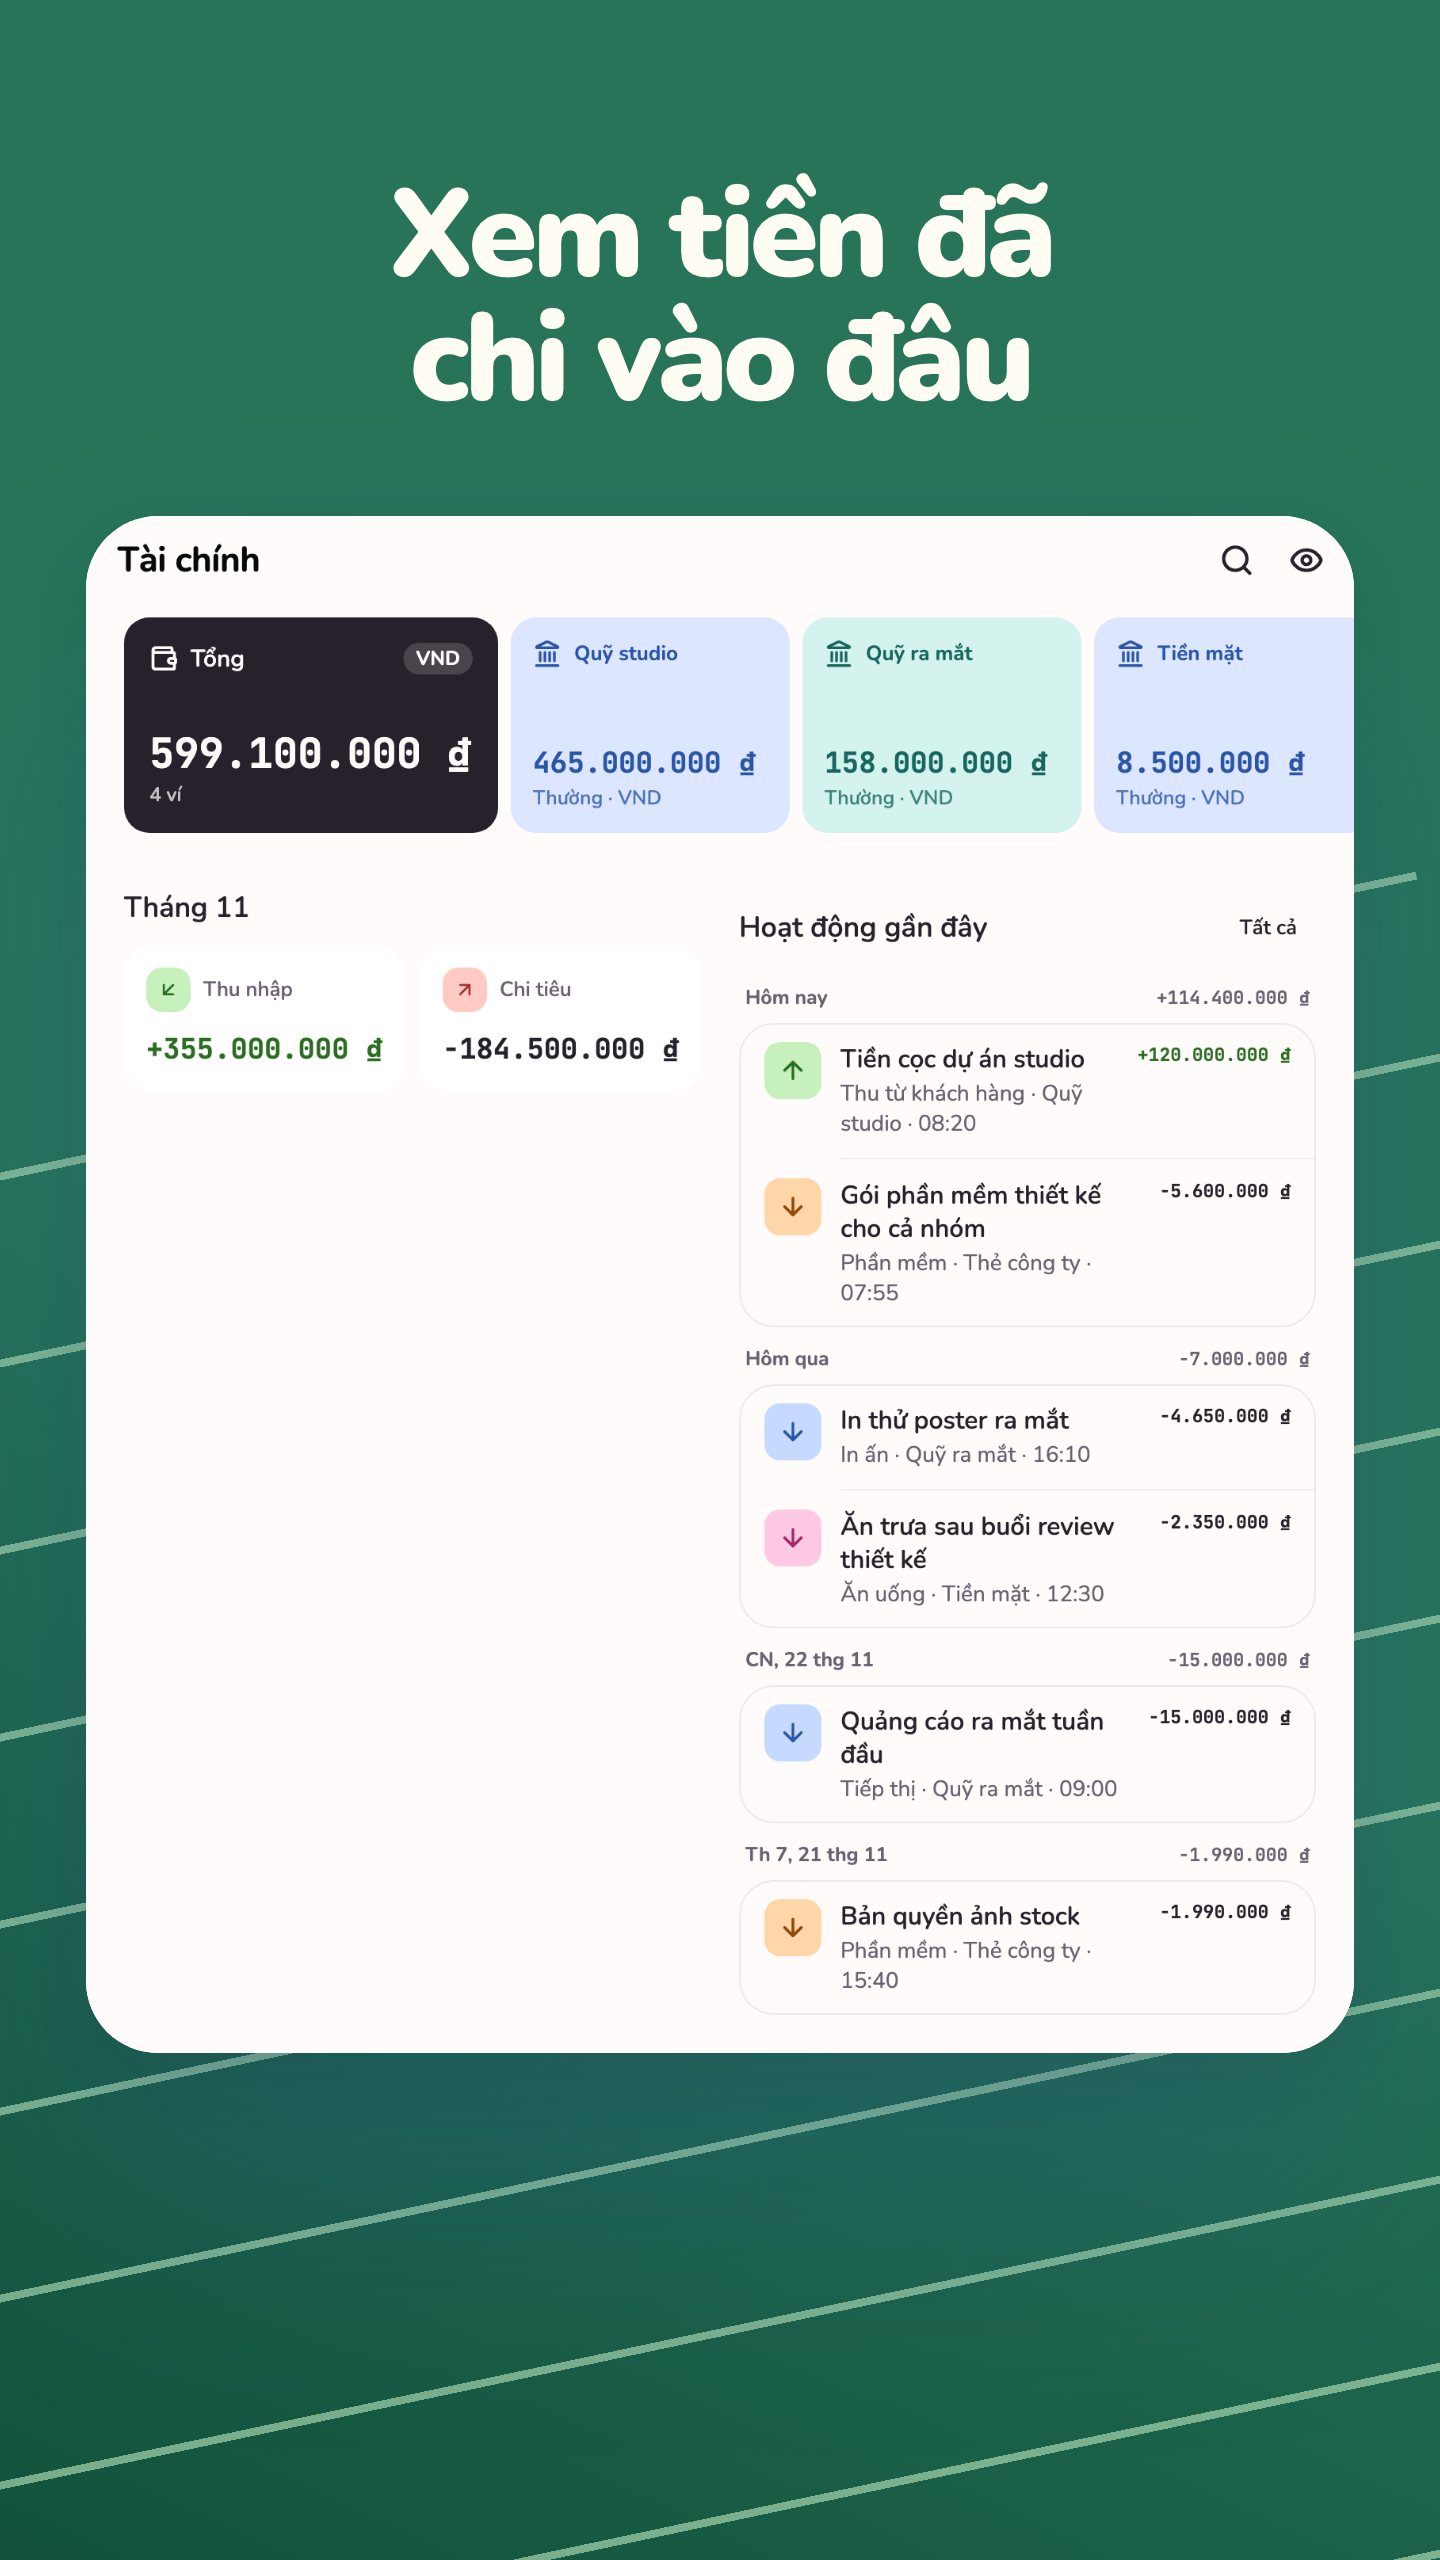 Xem tiền đã
chi vào đâu
Tài chính
Tổng
VND
599.100.000 ₫
4 ví
Quỹ studio
465.000.000 ₫
Thường · VND
Quỹ ra mắt
158.000.000 ₫
Thường · VND
Tiền mặt
8.500.000 ₫
Thường · VND
Tháng 11
Thu nhập
+355.000.000 ₫
Chi tiêu
-184.500.000 ₫
Hoạt động gần đây
Tất cả
Hôm nay
+114.400.000 ₫
Tiền cọc dự án studio
+120.000.000 ₫
Thu từ khách hàng · Quỹ
studio · 08:20
Gói phần mềm thiết kế
-5.600.000 ₫
cho cả nhóm
Phần mềm · Thẻ công ty ·
07:55
Hôm qua
-7.000.000 ₫
In thử poster ra mắt
-4.650.000 ₫
In ấn · Quỹ ra mắt · 16:10
Ăn trưa sau buổi review
-2.350.000 ₫
thiết kế
Ăn uống · Tiền mặt · 12:30
CN, 22 thg 11
-15.000.000 ₫
Quảng cáo ra mắt tuần
-15.000.000 ₫
đầu
Tiếp thị · Quỹ ra mắt · 09:00
Th 7, 21 thg 11
-1.990.000 ₫
Bản quyền ảnh stock
-1.990.000 ₫
Phần mềm · Thẻ công ty ·
15:40